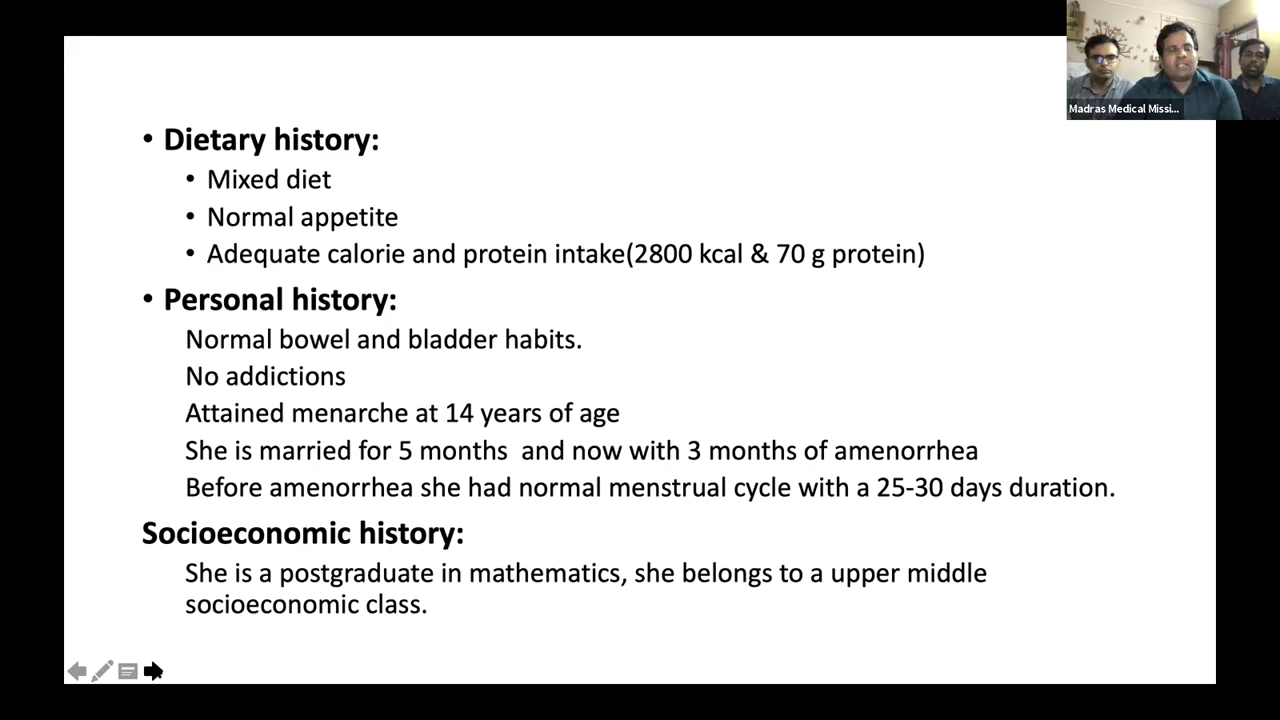 Madras Medical Missi...
• Dietary history:
• Mixed diet
• Normal appetite
• Adequate calorie and protein intake(2800 kcal & 70 g protein)
• Personal history:
Normal bowel and bladder habits.
No addictions
Attained menarche at 14 years of age
She is married for 5 months  and now with 3 months of amenorrhea
Before amenorrhea she had normal menstrual cycle with a 25-30 days duration.
Socioeconomic history:
She is a postgraduate in mathematics, she belongs to a upper middle
socioeconomic class.